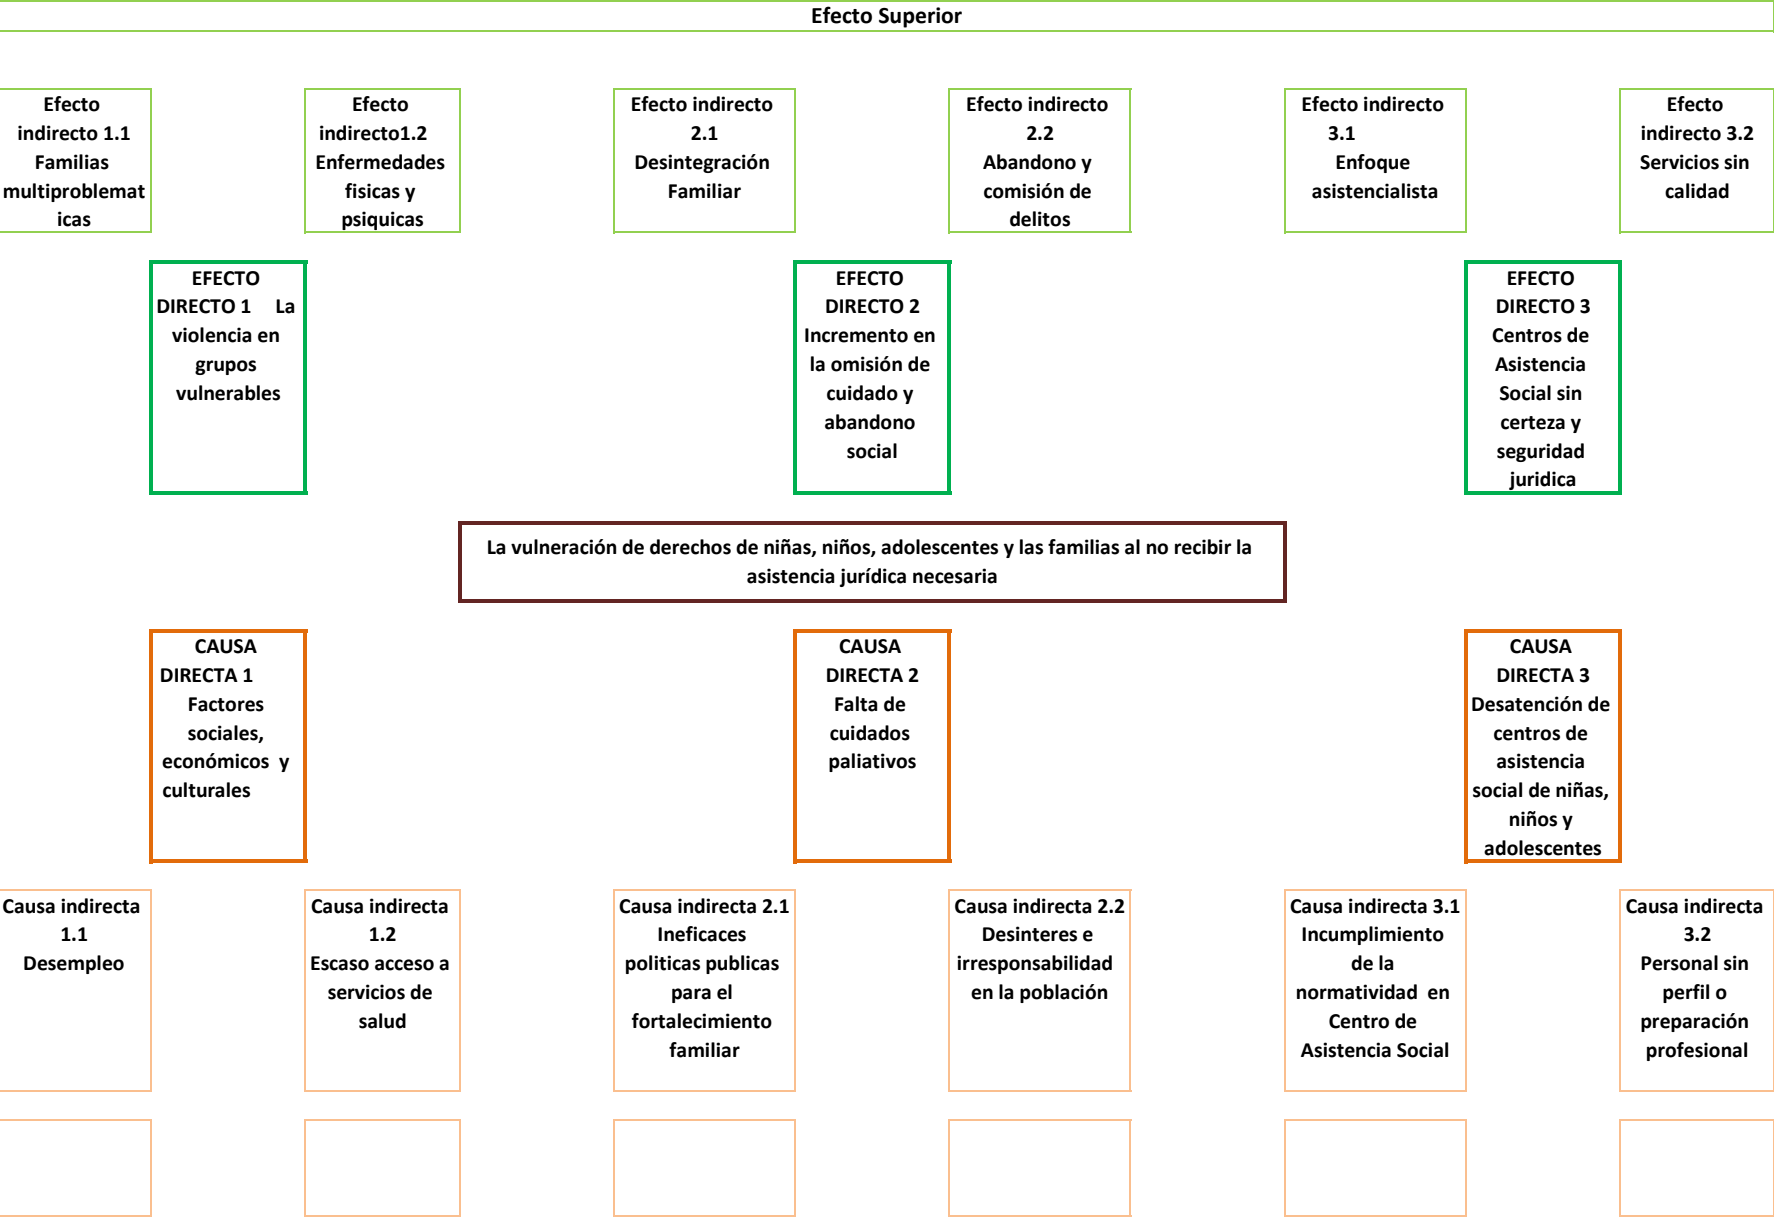 Efecto Superior
Efecto
indirecto 1.1
Familias
multiproblemat
icas
Efecto
indirecto1.2
Enfermedades
fisicas y
psiquicas
Efecto indirecto
2.1
Desintegración
Familiar
Efecto indirecto
2.2
Abandono y
comisión de
delitos
Efecto indirecto
3.1
Enfoque
asistencialista
Efecto
indirecto 3.2
Servicios sin
calidad
EFECTO
DIRECTO 1 La
violencia en
grupos
vulnerables
EFECTO
DIRECTO 2
Incremento en
la omisión de
cuidado y
abandono
social
EFECTO
DIRECTO 3
Centros de
Asistencia
Social sin
certeza y
seguridad
juridica
La vulneración de derechos de niñas, niños, adolescentes y las familias al no recibir la
asistencia jurídica necesaria
CAUSA
DIRECTA 1
Factores
sociales,
económicos y
culturales
CAUSA
DIRECTA 2
Falta de
cuidados
paliativos
CAUSA
DIRECTA 3
Desatención de
centros de
asistencia
social de niñas,
niños y
adolescentes
Causa indirecta
1.1
Desempleo
Causa indirecta
1.2
Escaso acceso a
servicios de
salud
Causa indirecta 2.1
Ineficaces
politicas publicas
para el
fortalecimiento
familiar
Causa indirecta 2.2
Desinteres e
irresponsabilidad
en la población
Causa indirecta 3.1
Incumplimiento
de la
normatividad en
Centro de
Asistencia Social
Causa indirecta
3.2
Personal sin
perfil o
preparación
profesional